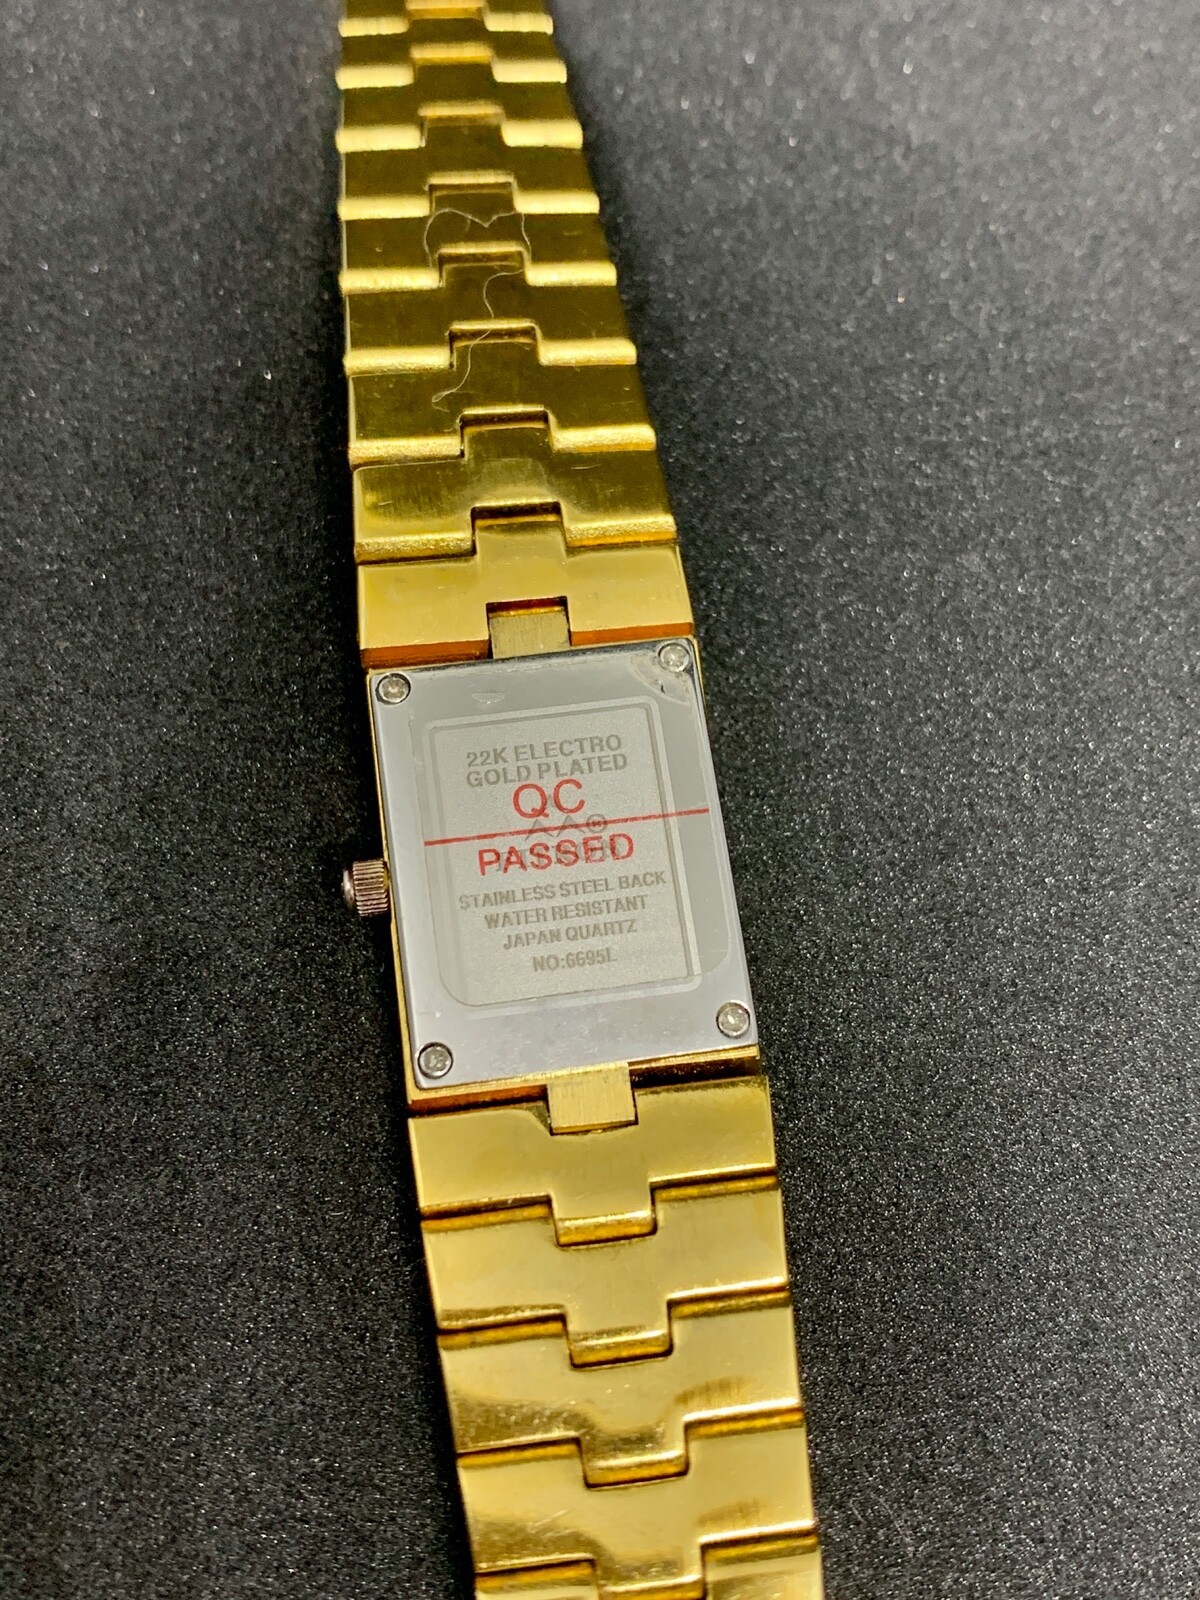 22K ELECTRO
GOLD PLATED
QC
®
PASSED
STAINLESS STEEL BACK
WATER RESISTANT
JAPAN QUARTZ
NO:6695L